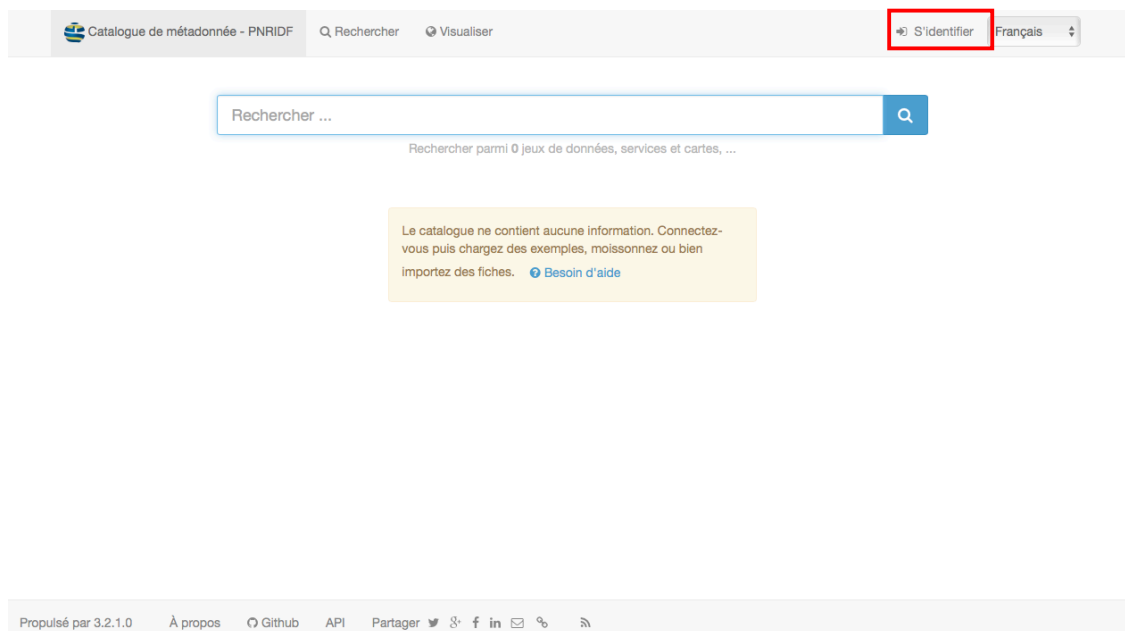 Catalogue de métadonnée - PNRIDF Rechercher Visualiser S'identifier Français
Rechercher ...
Rechercher parmi 0 jeux de données, services et cartes, ...
Le catalogue ne contient aucune information. Connectez-
vous puis chargez des exemples, moissonnez ou bien
importez des fiches. Besoin d'aide
Propulsé par 3.2.1.0 À propos Github API Partager